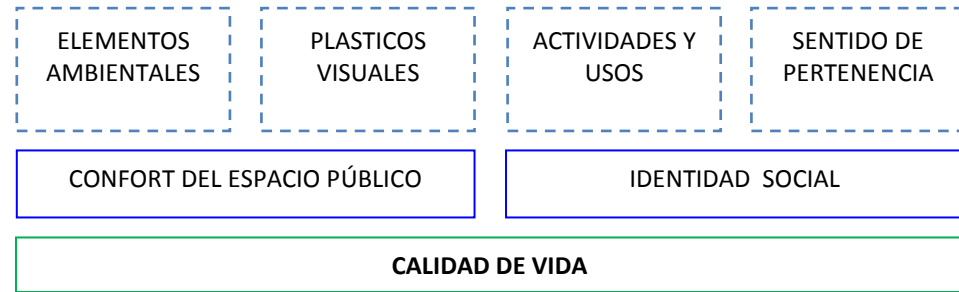 ELEMENTOS
AMBIENTALES
PLASTICOS
VISUALES
ACTIVIDADES Y
USOS
SENTIDO DE
PERTENENCIA
CONFORT DEL ESPACIO PÚBLICO
IDENTIDAD SOCIAL
CALIDAD DE VIDA